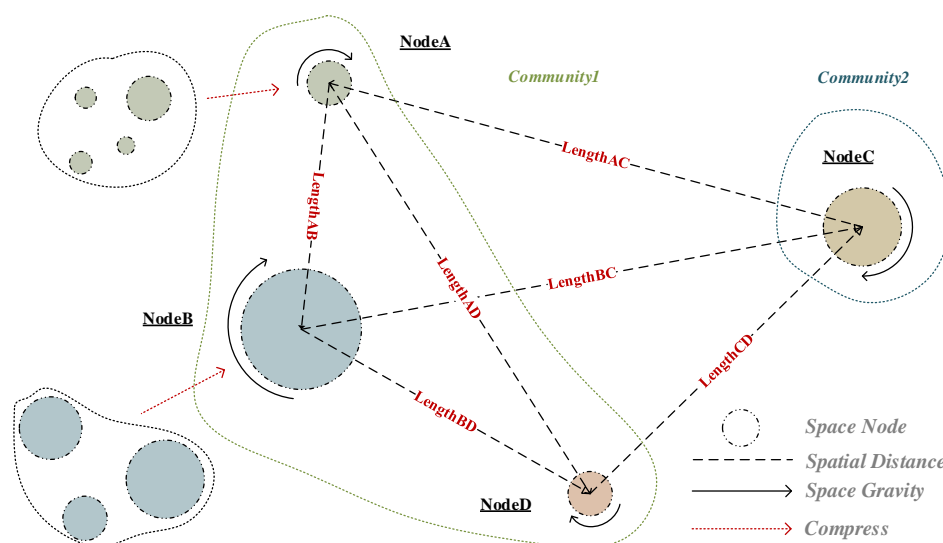 NodeA
Community1
Community2
LengthAC
NodeC
LengthAB
LengthAD
LengthBC
NodeB
LengthCD
LengthBD
NodeD
Space Node
Spatial Distance
Space Gravity
Compress